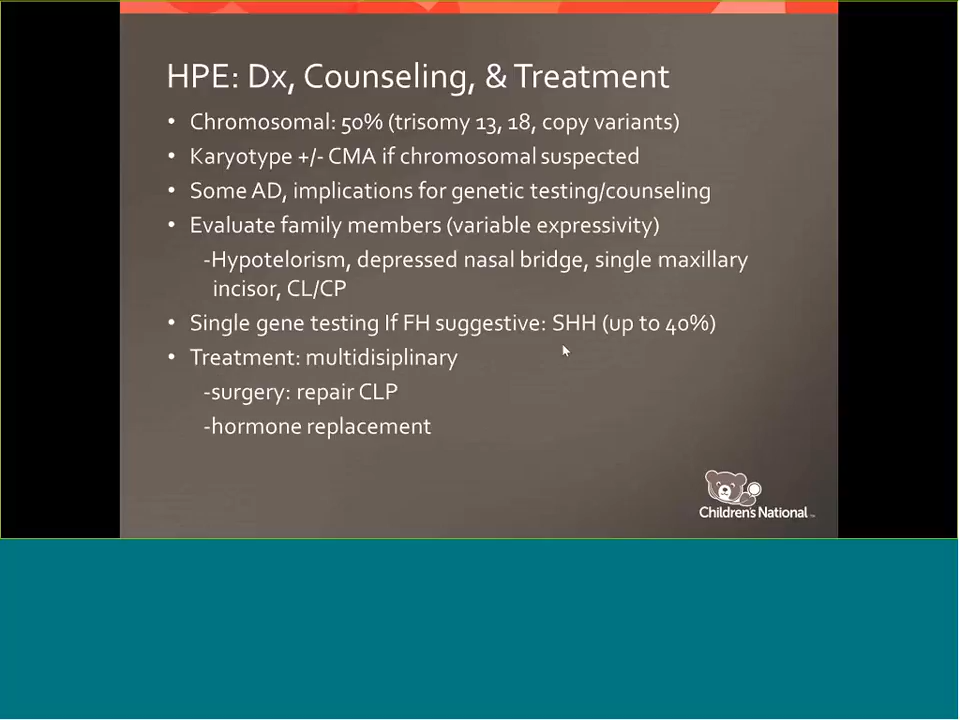 HPE: Dx, Counseling, & Treatment
• Chromosomal: 50% (trisomy 13, 18, copy variants)
• Karyotype +/- CMA if chromosomal suspected
• Some AD, implications for genetic testing/counseling
• Evaluate family members (variable expressivity)
-Hypotelorism, depressed nasal bridge, single maxillary
incisor, CL/CP
• Single gene testing If FH suggestive: SHH (up to 40%)
• Treatment: multidisiplinary
-surgery: repair CLP
-hormone replacement
Children's National